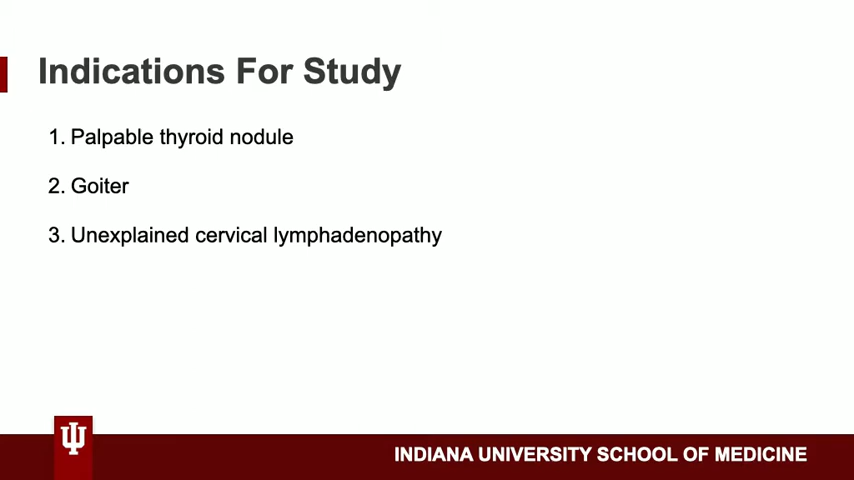 Indications For Study
1. Palpable thyroid nodule
2. Goiter
3. Unexplained cervical lymphadenopathy
INDIANA UNIVERSITY SCHOOL OF MEDICINE